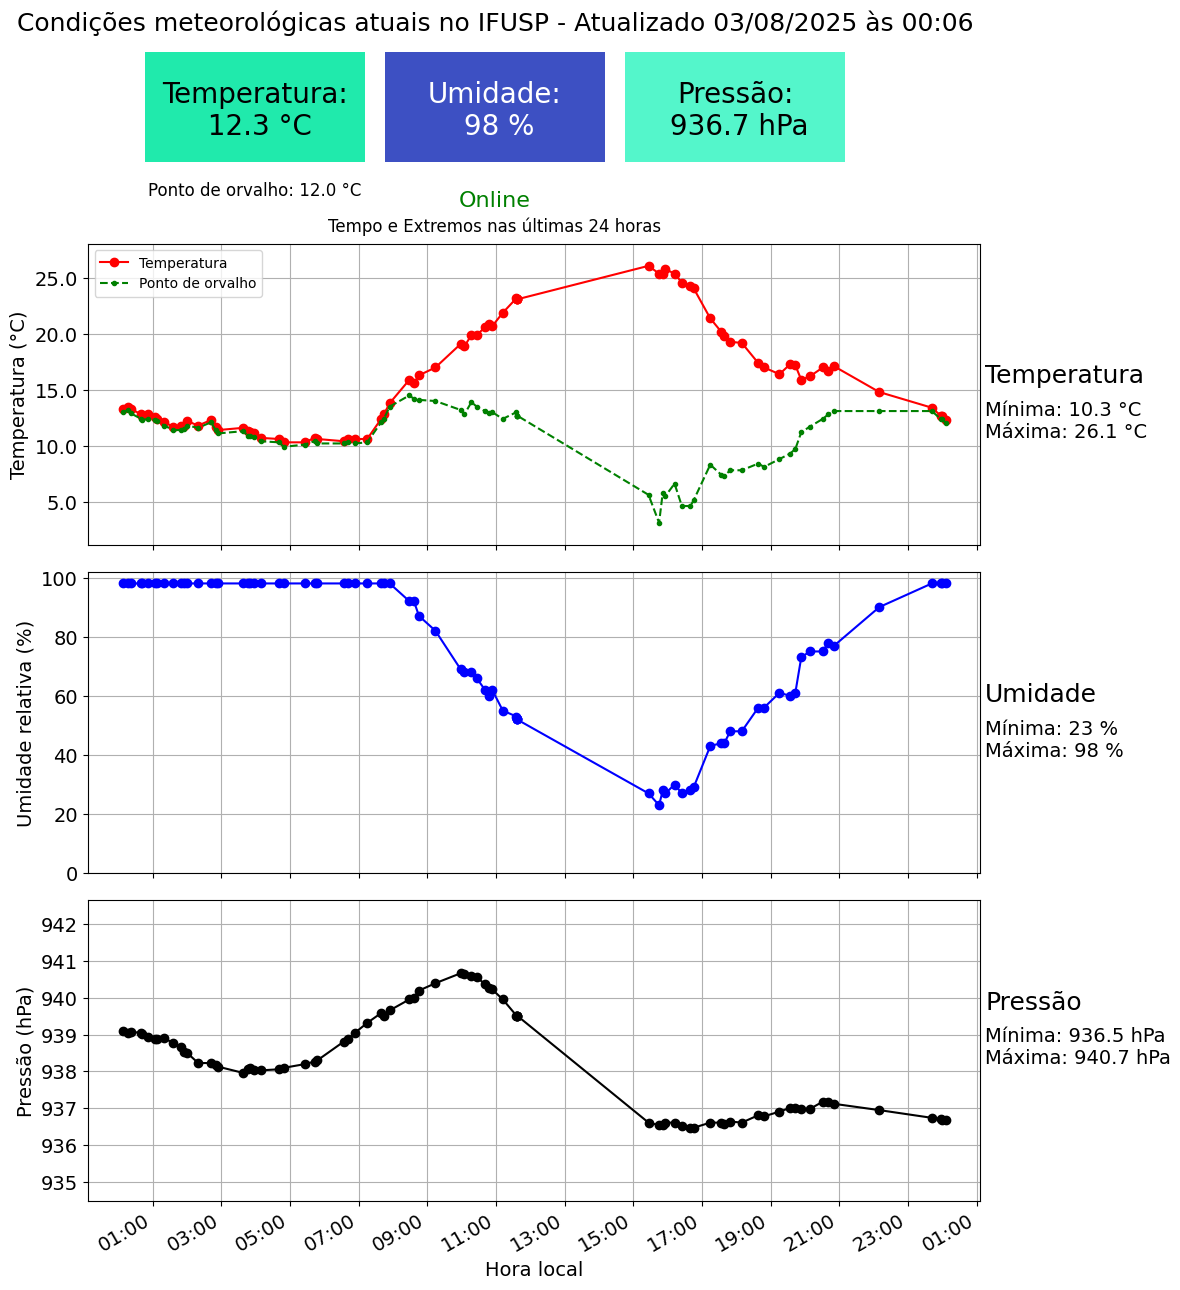 Condições meteorológicas atuais no IFUSP - Atualizado 03/08/2025 às 00:06
Temperatura:
12.3 °C
Umidade:
98 %
Pressão:
936.7 hPa
Ponto de orvalho: 12.0 °C
Online
Tempo e Extremos nas últimas 24 horas
Temperatura
Ponto de orvalho
Temperatura (°C)
25.0
20.0
15.0
10.0
5.0
Temperatura
Mínima: 10.3 °C
Máxima: 26.1 °C
Umidade relativa (%)
100
80
60
40
20
0
Umidade
Mínima: 23 %
Máxima: 98 %
Pressão (hPa)
942
941
940
939
938
937
936
935
Pressão
Mínima: 936.5 hPa
Máxima: 940.7 hPa
01:00 03:00 05:00 07:00 09:00 11:00 13:00 15:00 17:00 19:00 21:00 23:00 01:00
Hora local